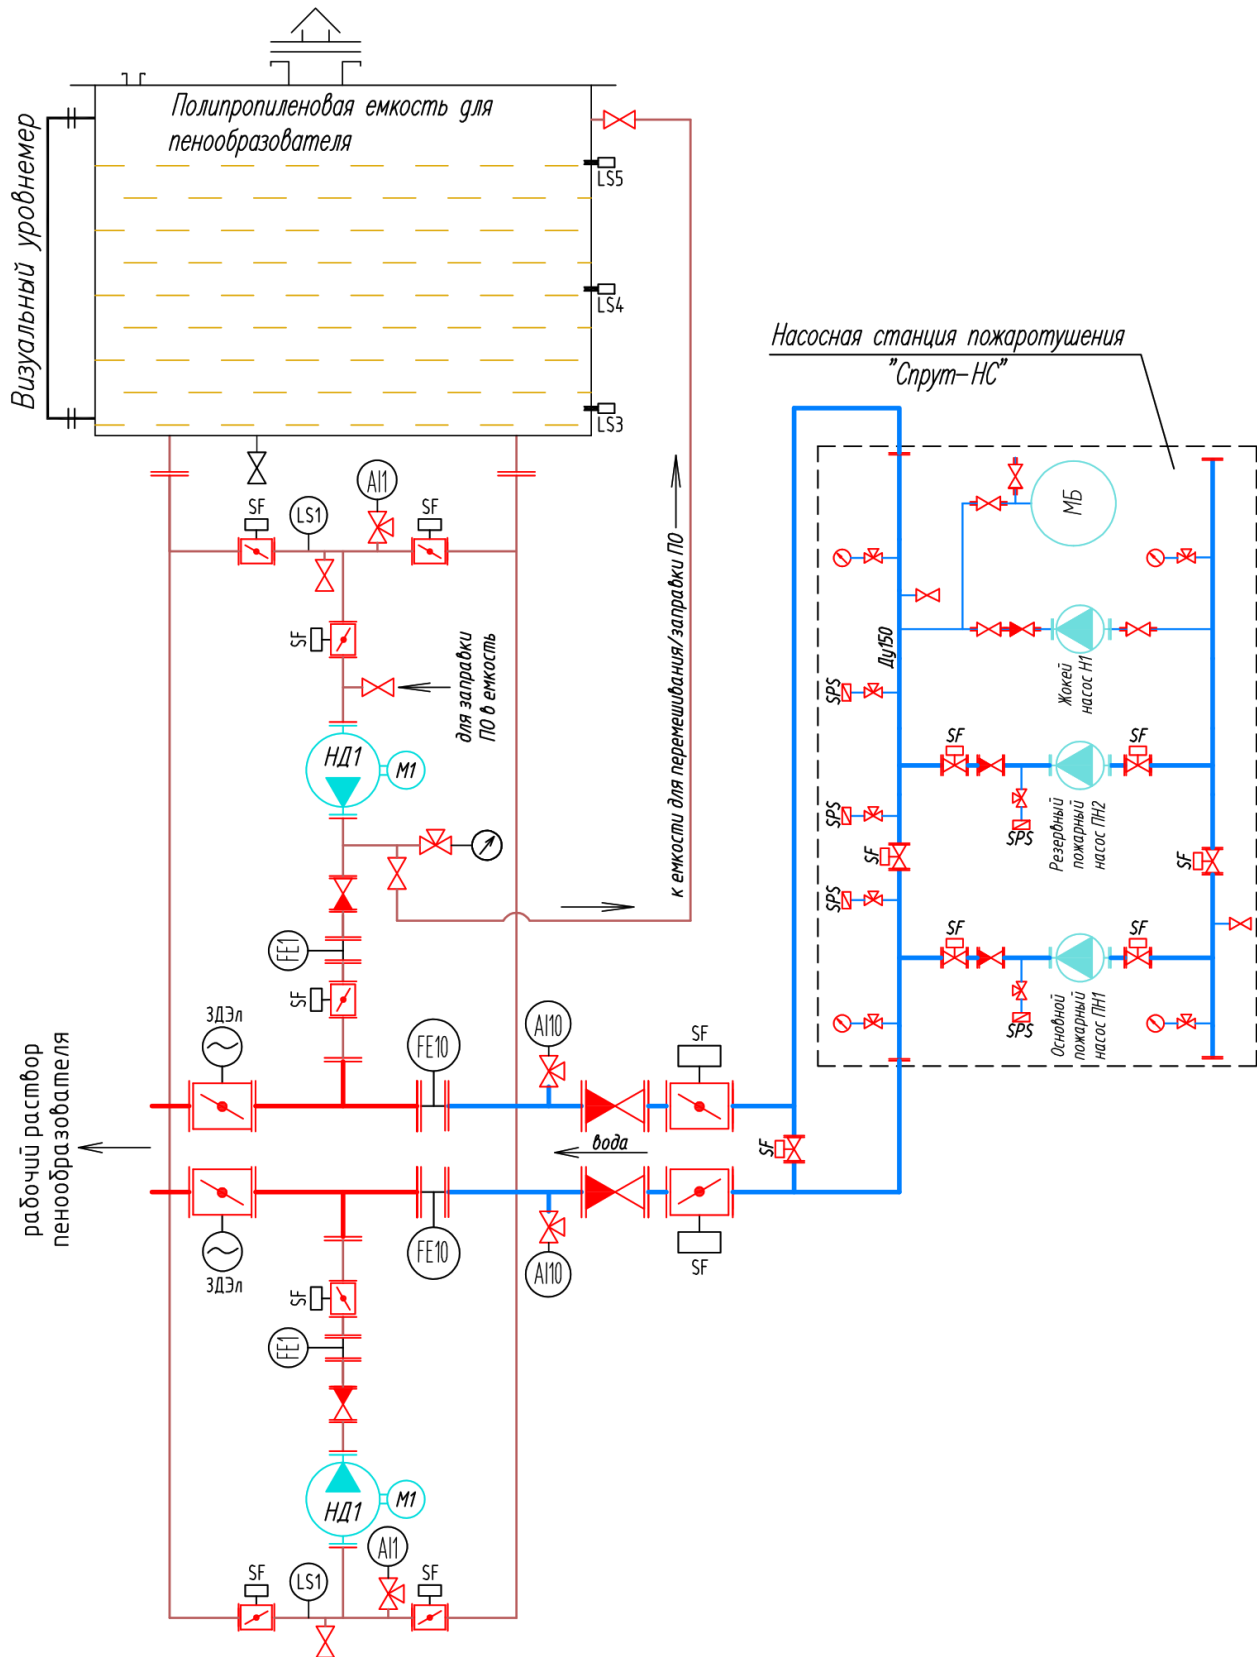 Полипропиленовая емкость для
пенообразователя
Визуальный уровнемер
LS5
LS4
LS3
Насосная станция пожаротушения
"Спрут-НС"
SF
LS1
AI1
SF
SF
для заправки
ПО в емкость
к емкости для перемешивания/заправки ПО
НД1
М1
FE1
SF
МБ
Ду150
Жокей
насос Н1
SPS
SF
SF
SPS
Резервный
пожарный
насос ПН2
SPS
SF
SF
SPS
SF
SF
SPS
Основной
пожарный
насос ПН1
ЗДЭл
FE10
AI10
SF
рабочий раствор
пенообразователя
вода
SF
ЗДЭл
FE10
AI10
SF
SF
FE1
НД1
М1
AI1
SF
LS1
SF